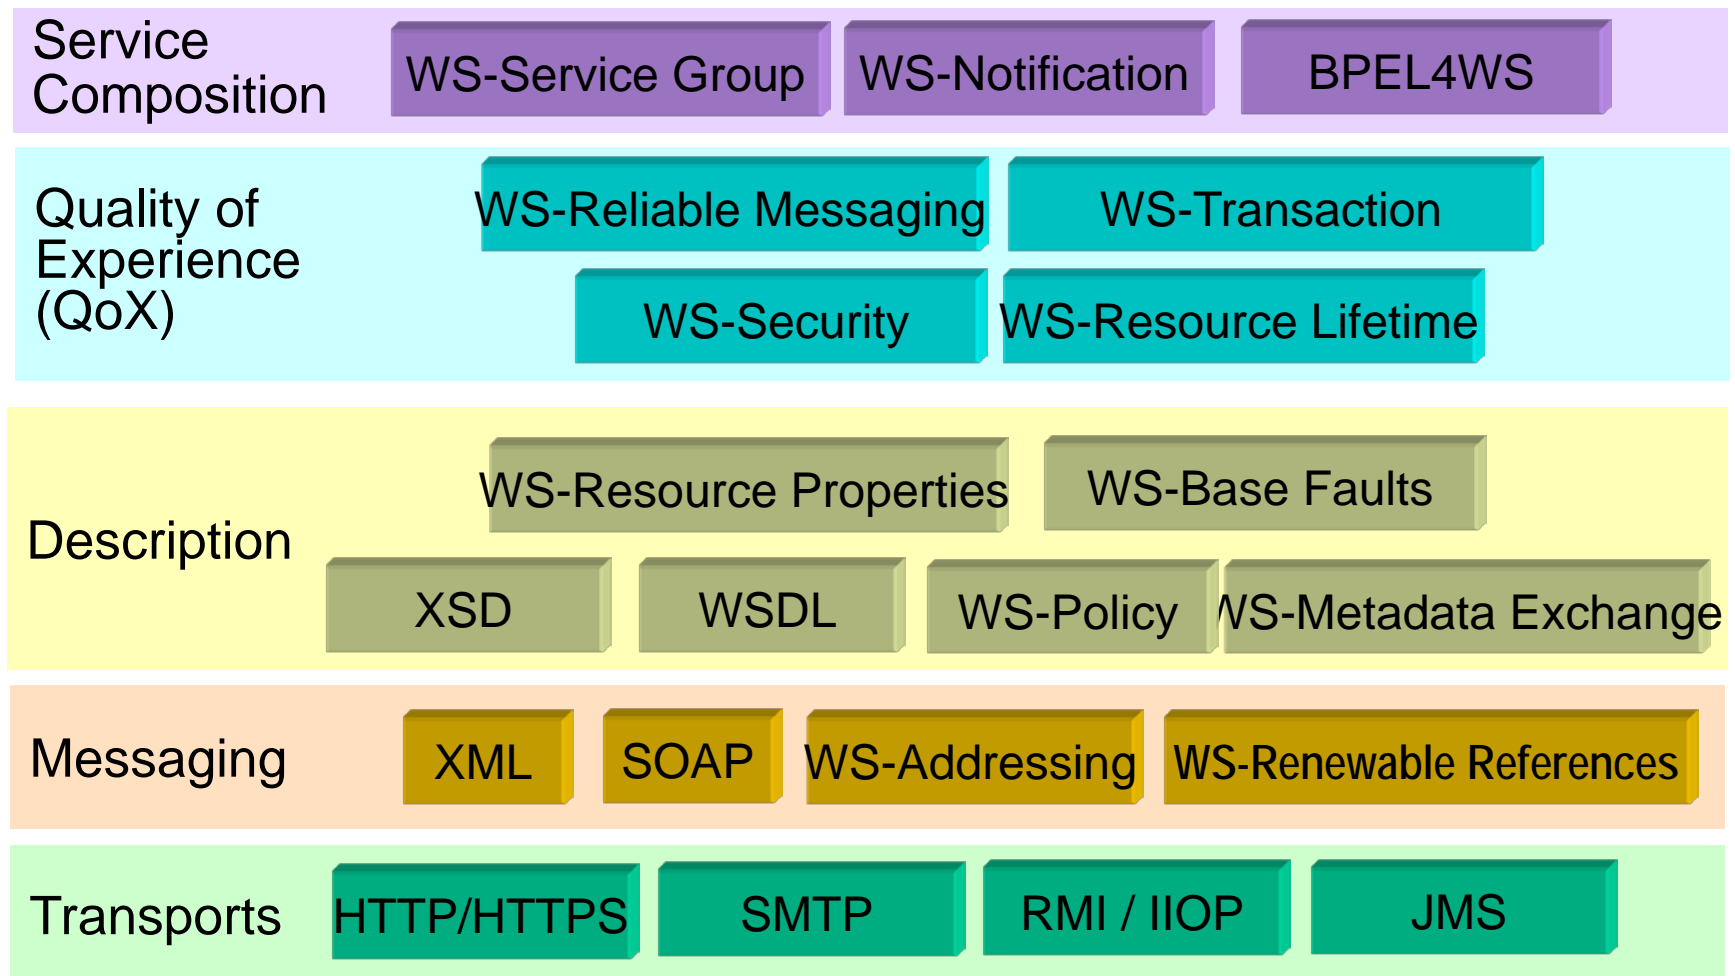 Service
Composition
WS-Service Group
WS-Notification
BPEL4WS
Quality of
Experience
(QoX)
WS-Reliable Messaging
WS-Transaction
WS-Security
WS-Resource Lifetime
Description
WS-Resource Properties
WS-Base Faults
XSD
WSDL
WS-Policy
WS-Metadata Exchange
Messaging
XML
SOAP
WS-Addressing
WS-Renewable References
Transports
HTTP/HTTPS
SMTP
RMI / IIOP
JMS